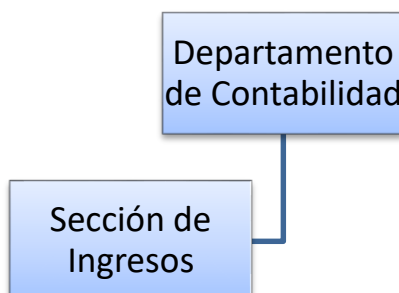 Departamento
de Contabilidad
Sección de
Ingresos